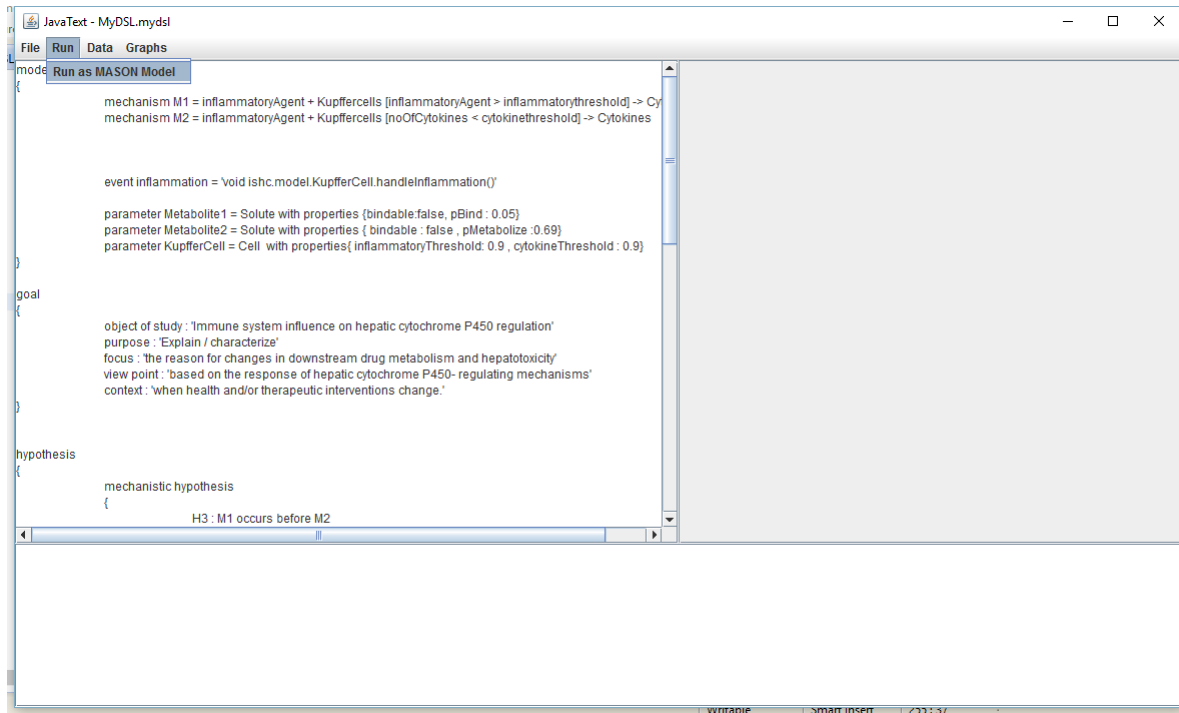 JavaText - MyDSL.mydsl
File Run Data Graphs
Run as MASON Model
mode
{
mechanism M1 = inflammatoryAgent + Kupffercells [inflammatoryAgent > inflammatorythreshold] -> Cy
mechanism M2 = inflammatoryAgent + Kupffercells [noOfCytokines < cytokinethreshold] -> Cytokines
event inflammation = 'void ishc.model.KupfferCell.handleInflammation()'
parameter Metabolite1 = Solute with properties {bindable:false, pBind : 0.05}
parameter Metabolite2 = Solute with properties { bindable : false , pMetabolize :0.69}
parameter KupfferCell = Cell with properties{ inflammatoryThreshold: 0.9 , cytokineThreshold : 0.9}
}
goal
{
object of study : 'Immune system influence on hepatic cytochrome P450 regulation'
purpose : 'Explain / characterize'
focus : 'the reason for changes in downstream drug metabolism and hepatotoxicity'
view point : 'based on the response of hepatic cytochrome P450- regulating mechanisms'
context : 'when health and/or therapeutic interventions change.'
}
hypothesis
{
mechanistic hypothesis
{
H3 : M1 occurs before M2
Writable Smart Insert 255 : 37